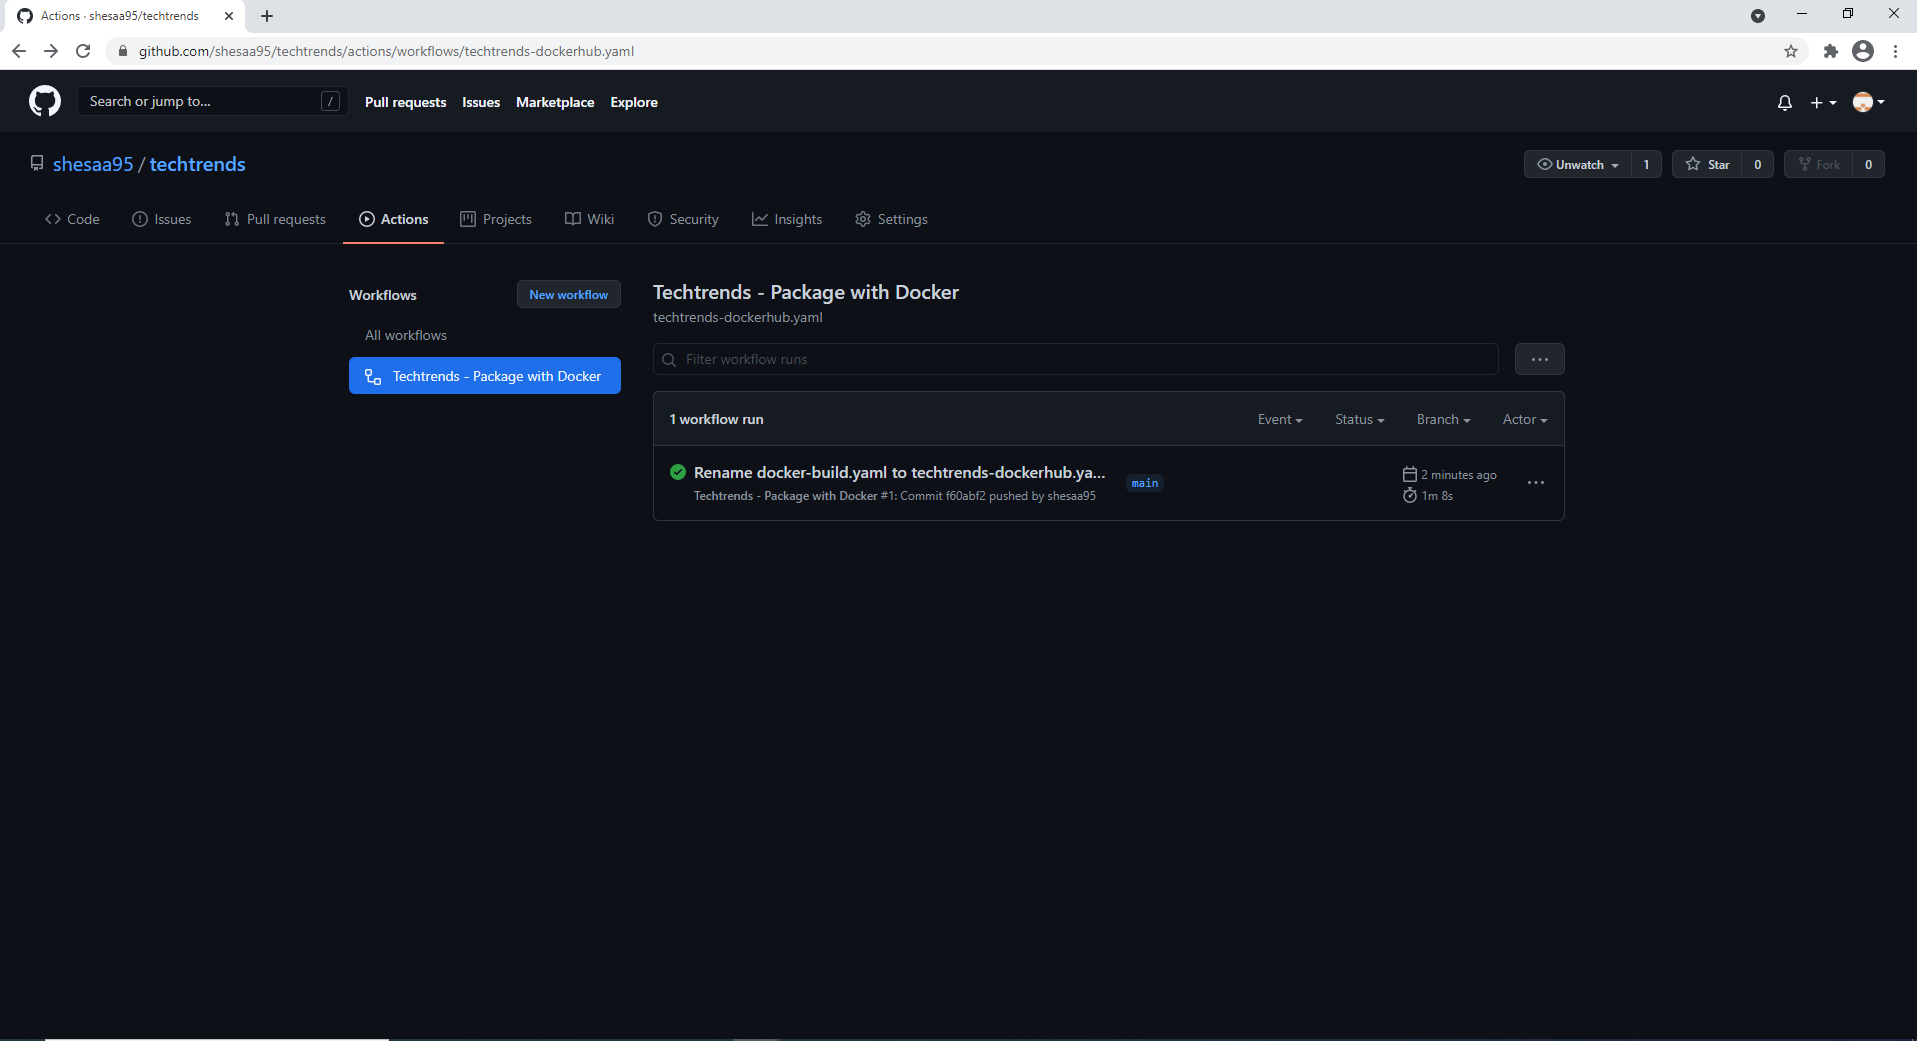 Actions · shesaa95/techtrends
github.com/shesaa95/techtrends/actions/workflows/techtrends-dockerhub.yaml
Search or jump to... /
Pull requests Issues Marketplace Explore
shesaa95 / techtrends
Unwatch 1 Star 0 Fork 0
Code Issues Pull requests Actions Projects Wiki Security Insights Settings
Workflows
New workflow
All workflows
Techtrends - Package with Docker
Techtrends - Package with Docker
techtrends-dockerhub.yaml
Filter workflow runs
1 workflow run
Event Status Branch Actor
Rename docker-build.yaml to techtrends-dockerhub.ya...
Techtrends - Package with Docker #1: Commit f60abf2 pushed by shesaa95
main
2 minutes ago
1m 8s